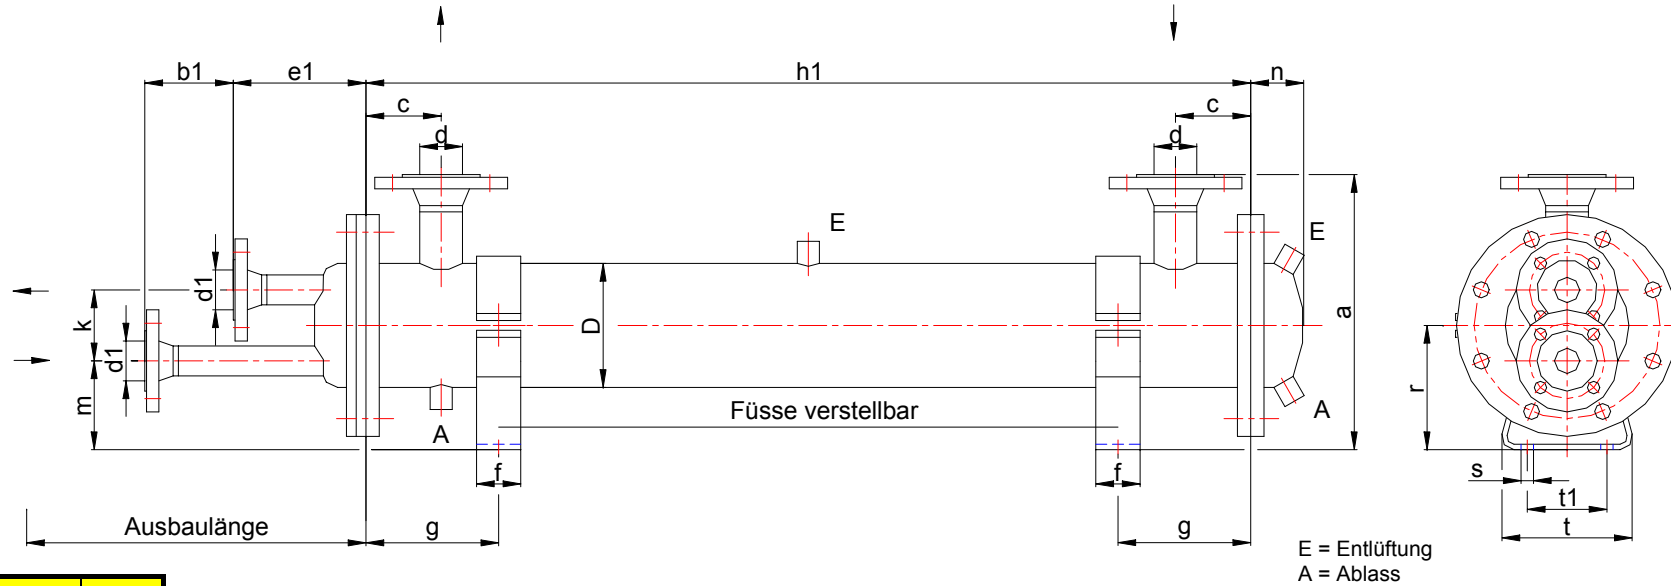 b1 e1 h1 n
c c
d d
E E
d1 k D a
d1 m r
A Füsse verstellbar A
f f s
t1
Ausbaulänge g g t
E = Entlüftung
A = Ablass